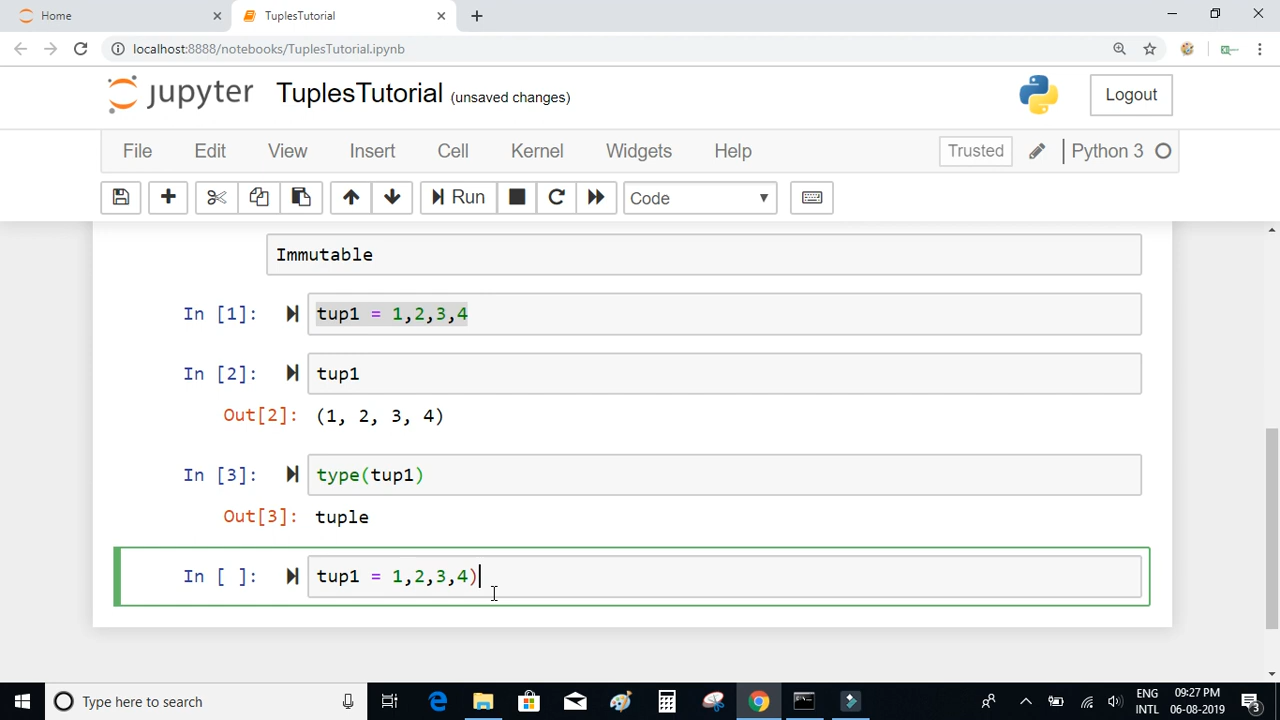 Home
TuplesTutorial
localhost:8888/notebooks/TuplesTutorial.ipynb
jupyter TuplesTutorial (unsaved changes)
Logout
File Edit View Insert Cell Kernel Widgets Help
Trusted Python 3
Run Code
Immutable
In [1]: tup1 = 1,2,3,4
In [2]: tup1
Out[2]: (1, 2, 3, 4)
In [3]: type(tup1)
Out[3]: tuple
In [ ]: tup1 = 1,2,3,4)
Type here to search
ENG 09:27 PM
INTL 06-08-2019
3